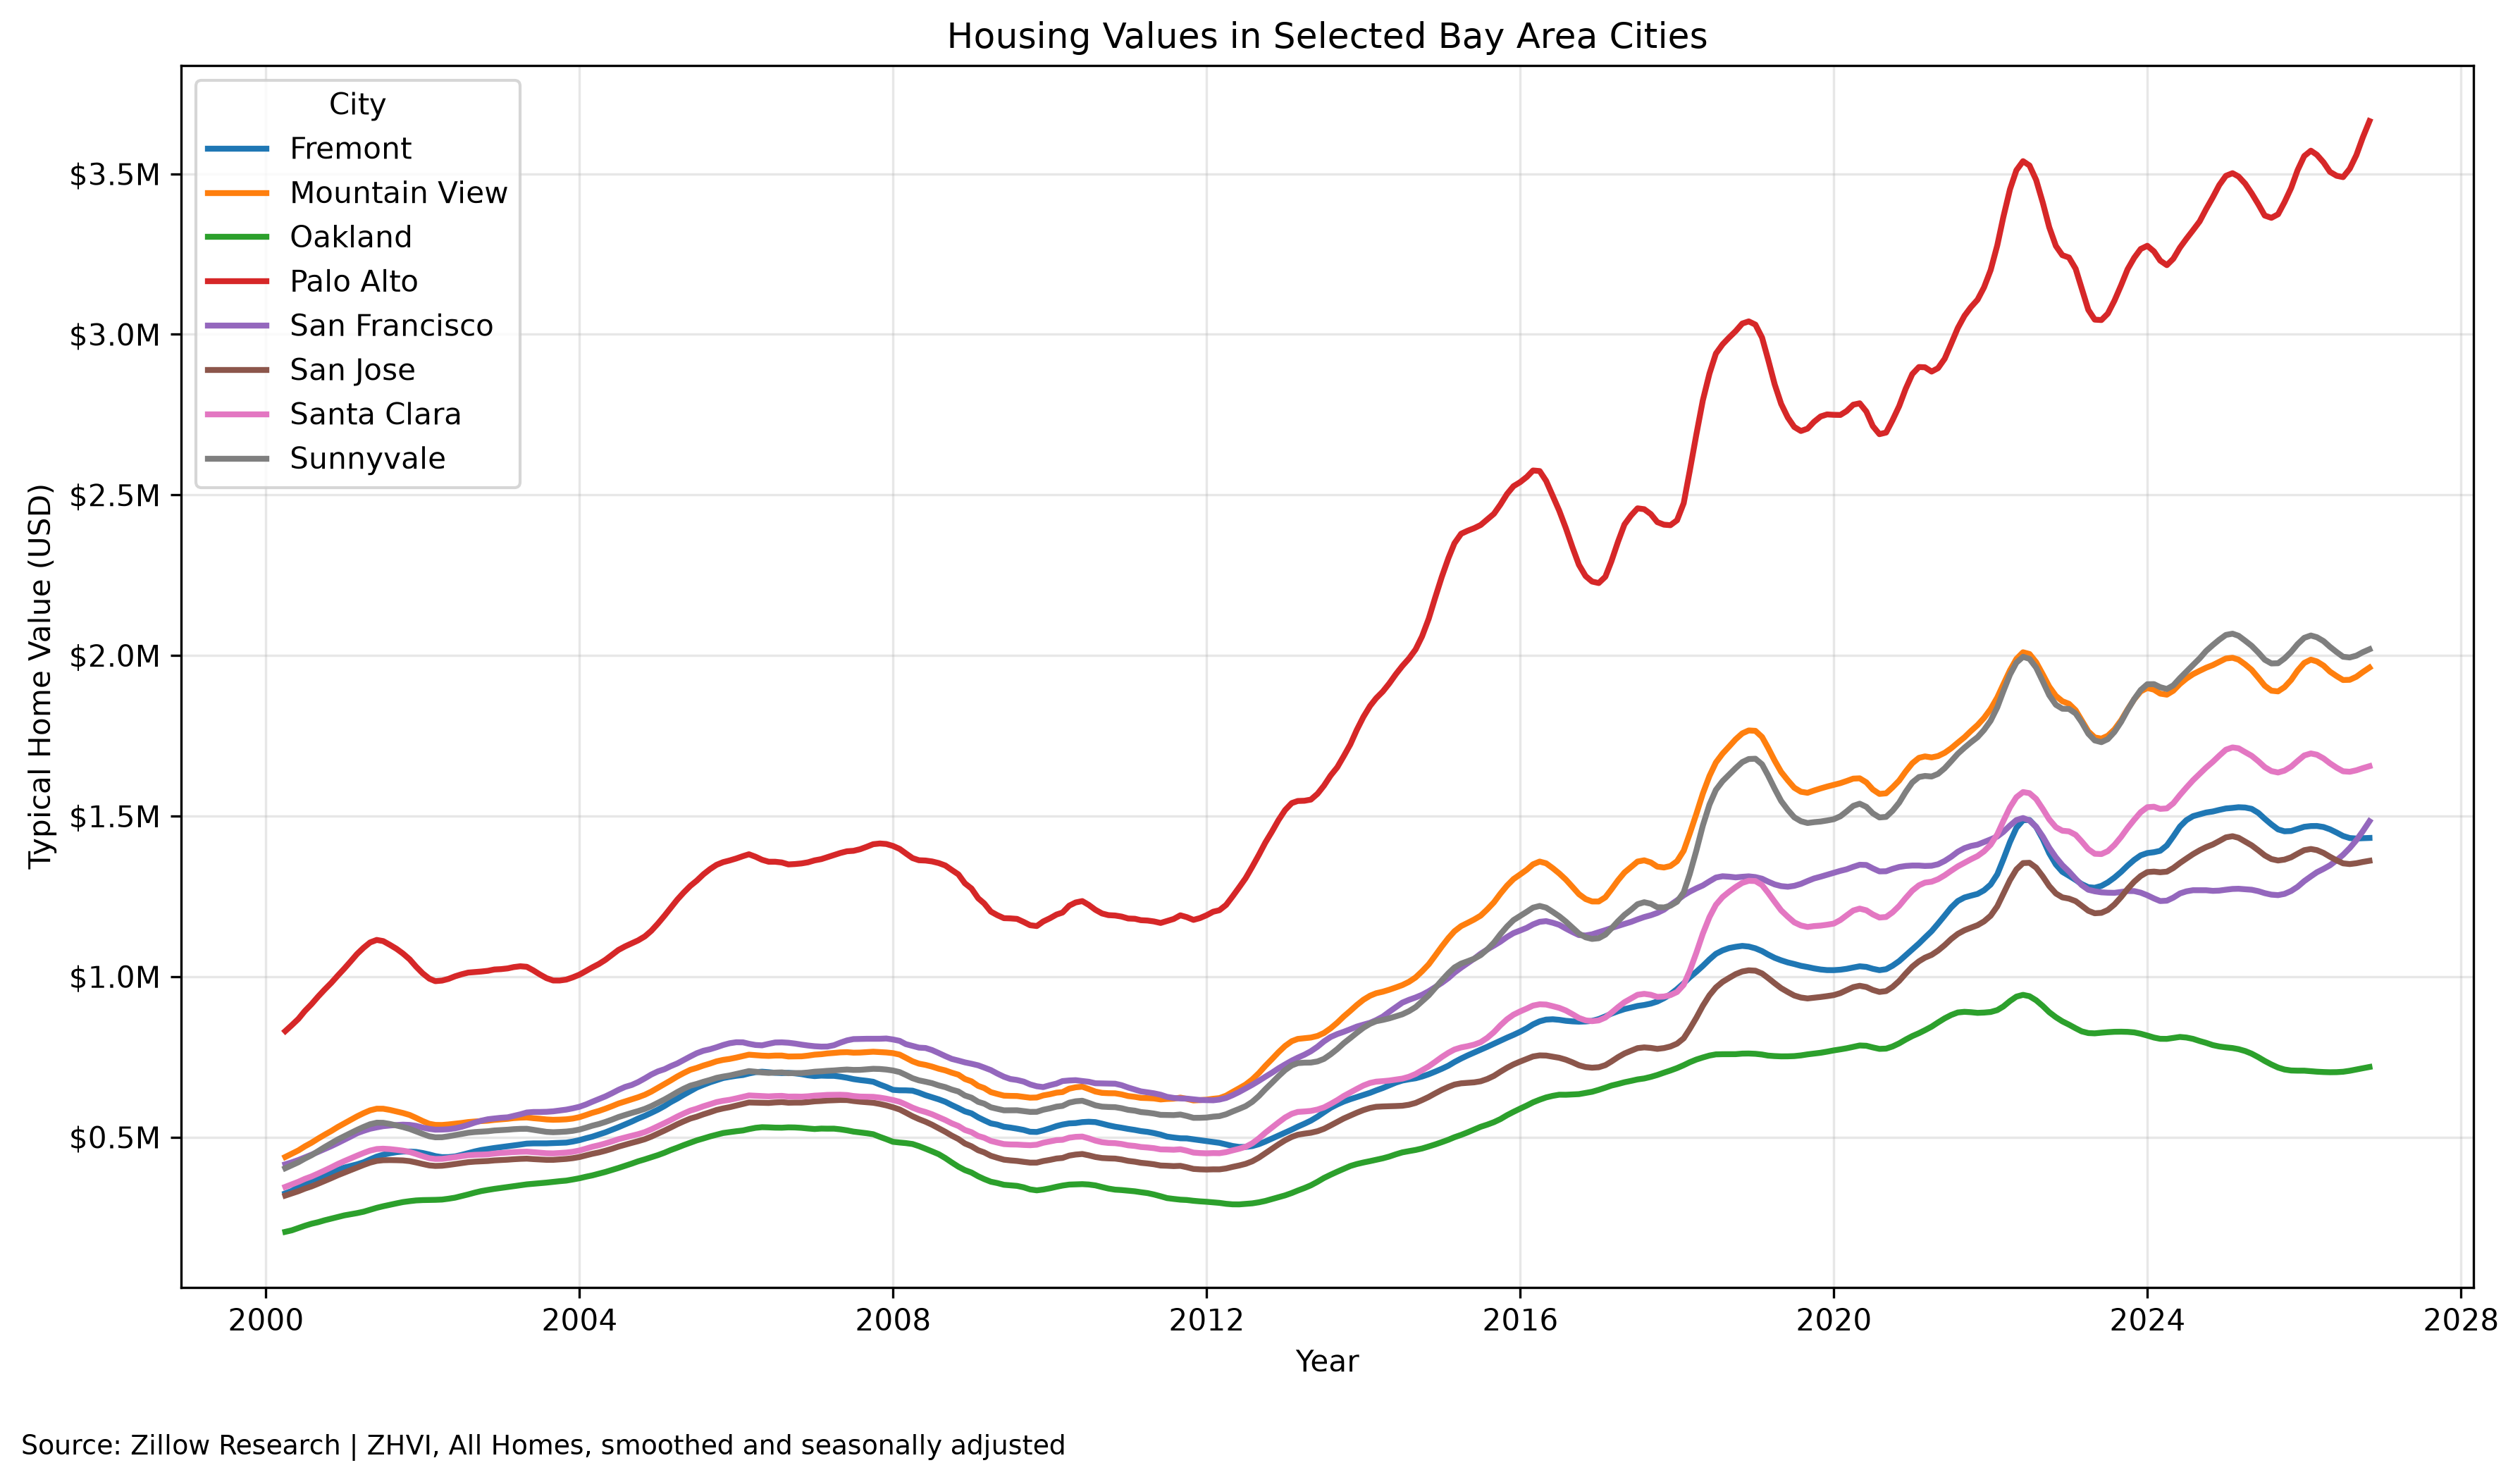 Housing Values in Selected Bay Area Cities
City
Fremont
Mountain View
Oakland
Palo Alto
San Francisco
San Jose
Santa Clara
Sunnyvale
Typical Home Value (USD)
$3.5M
$3.0M
$2.5M
$2.0M
$1.5M
$1.0M
$0.5M
2000 2004 2008 2012 2016 2020 2024 2028
Year
Source: Zillow Research | ZHVI, All Homes, smoothed and seasonally adjusted